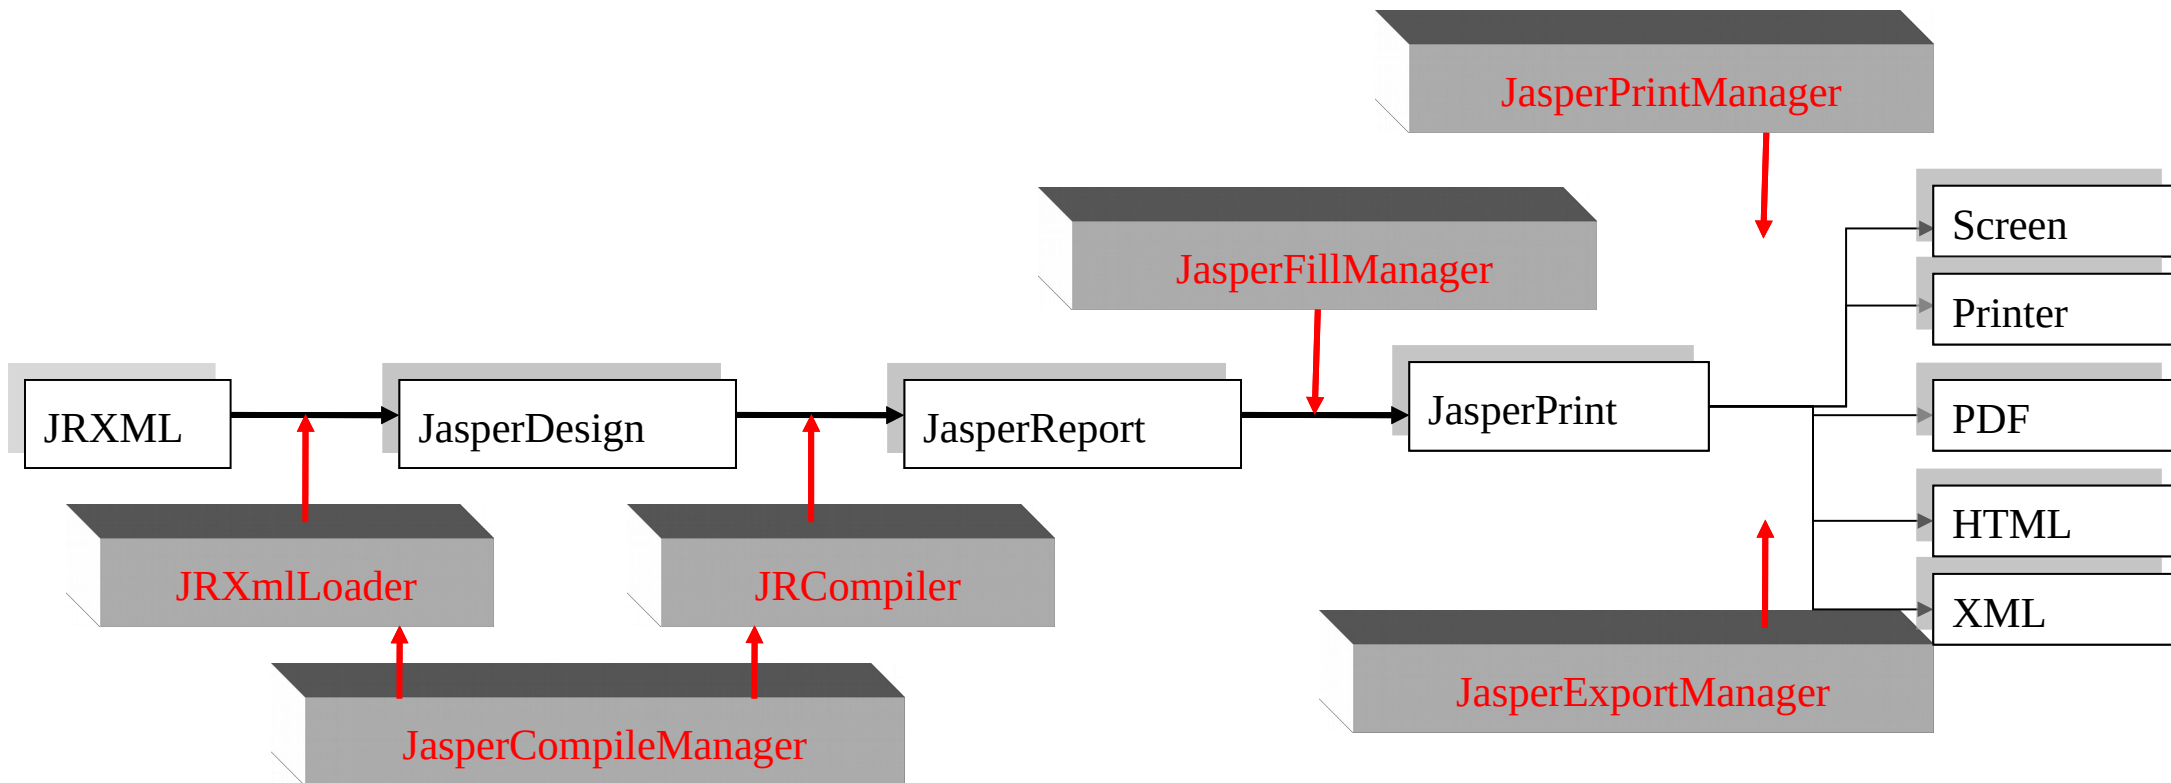 JasperPrintManager
Screen
JasperFillManager
Printer
JRXML
JasperDesign
JasperReport
JasperPrint
PDF
HTML
JRXmlLoader
JRCompiler
XML
JasperExportManager
JasperCompileManager